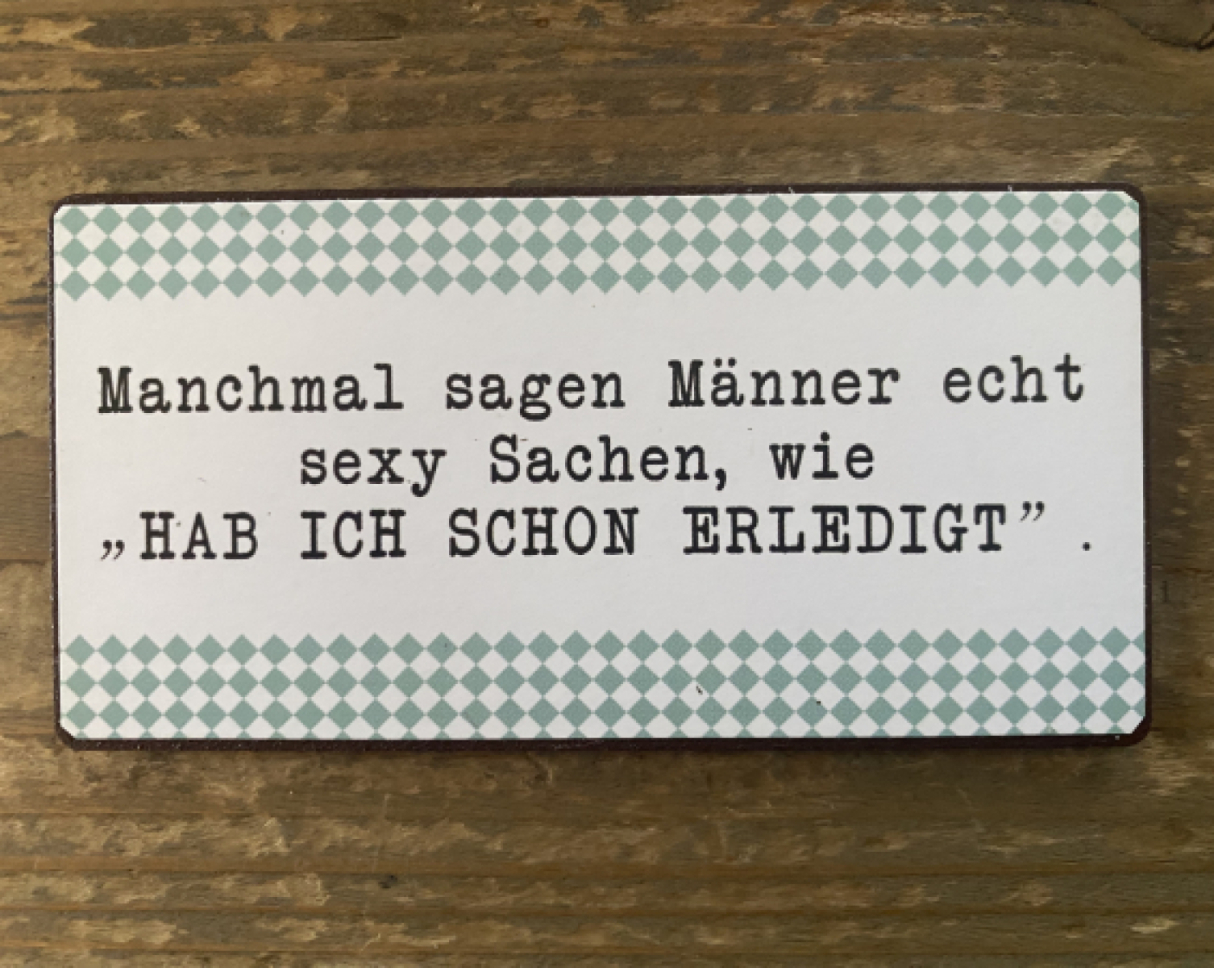 Manchmal sagen Männer echt
sexy Sachen, wie
„HAB ICH SCHON ERLEDIGT” .